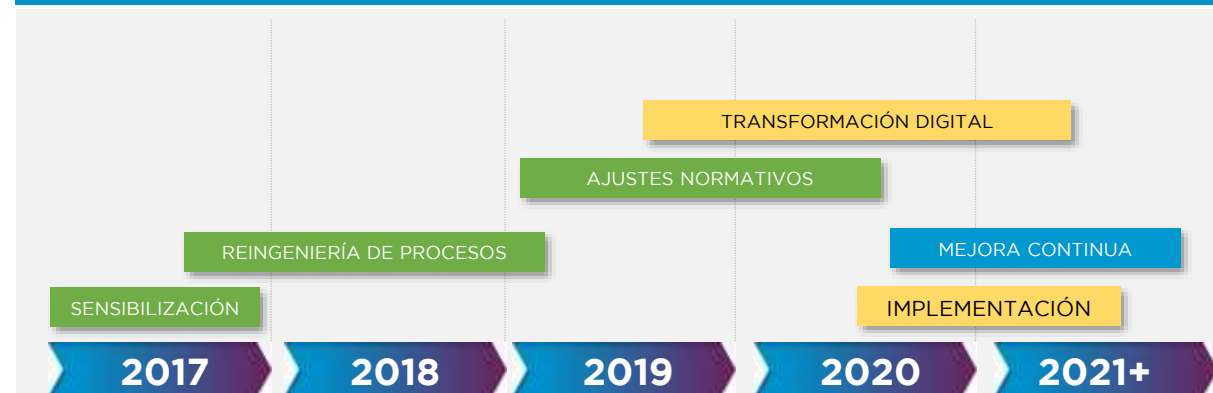 TRANSFORMACIÓN DIGITAL
AJUSTES NORMATIVOS
REINGENIERÍA DE PROCESOS
MEJORA CONTINUA
SENSIBILIZACIÓN
IMPLEMENTACIÓN
2017
2018
2019
2020
2021+